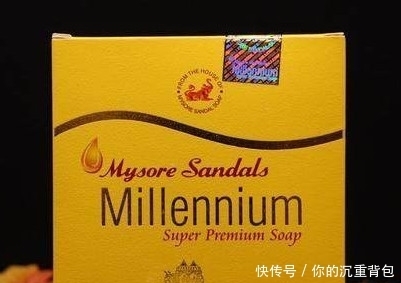 Millennium
FROM THE HOUSE OF
MYSORE SANDAL SOAP
Mysore Sandals
Millennium
Super Premium Soap
快传号 / 你的沉重背包